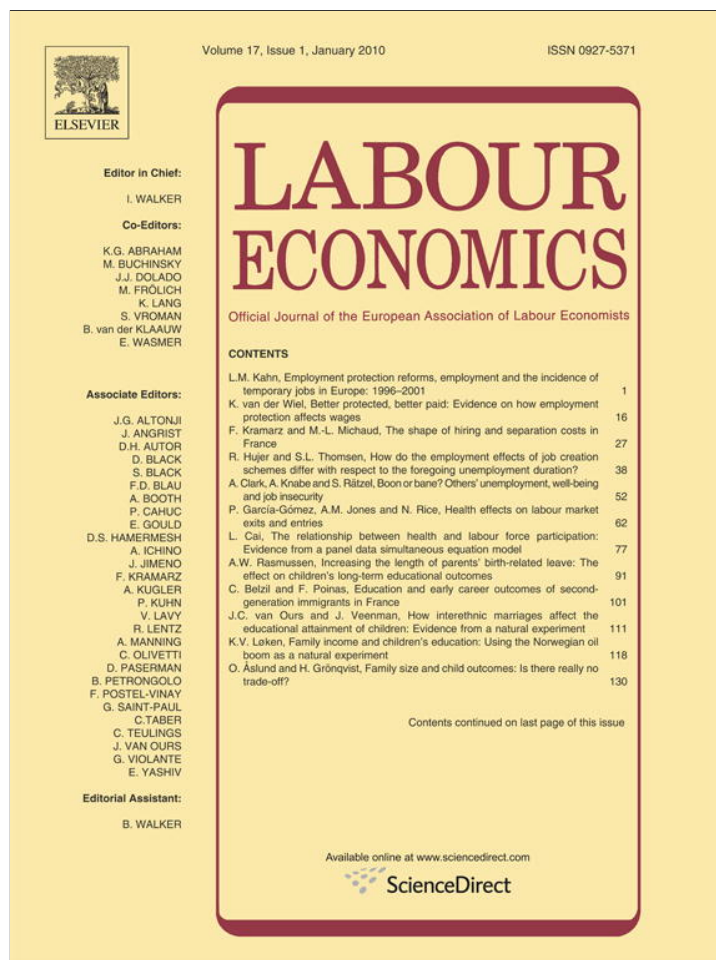 Volume 17, Issue 1, January 2010
ISSN 0927-5371
ELSEVIER
Editor in Chief:
I. WALKER
Co-Editors:
K.G. ABRAHAM
M. BUCHINSKY
J.J. DOLADO
M. FRÖLICH
K. LANG
S. VROMAN
B. van der KLAAUW
E. WASMER
Associate Editors:
J.G. ALTONJI
J. ANGRIST
D.H. AUTOR
D. BLACK
S. BLACK
F.D. BLAU
A. BOOTH
P. CAHUC
E. GOULD
D.S. HAMERMESH
A. ICHINO
J. JIMENO
F. KRAMARZ
A. KUGLER
P. KUHN
V. LAVY
R. LENTZ
A. MANNING
C. OLIVETTI
D. PASERMAN
B. PETRONGOLO
F. POSTEL-VINAY
G. SAINT-PAUL
C.TABER
C. TEULINGS
J. VAN OURS
G. VIOLANTE
E. YASHIV
Editorial Assistant:
B. WALKER
LABOUR
ECONOMICS
Official Journal of the European Association of Labour Economists
CONTENTS
L.M. Kahn, Employment protection reforms, employment and the incidence of
temporary jobs in Europe: 1996–2001 1
K. van der Wiel, Better protected, better paid: Evidence on how employment
protection affects wages 16
F. Kramarz and M.-L. Michaud, The shape of hiring and separation costs in
France 27
R. Hujer and S.L. Thomsen, How do the employment effects of job creation
schemes differ with respect to the foregoing unemployment duration? 38
A. Clark, A. Knabe and S. Rätzel, Boon or bane? Others' unemployment, well-being
and job insecurity 52
P. García-Gómez, A.M. Jones and N. Rice, Health effects on labour market
exits and entries 62
L. Cai, The relationship between health and labour force participation:
Evidence from a panel data simultaneous equation model 77
A.W. Rasmussen, Increasing the length of parents' birth-related leave: The
effect on children's long-term educational outcomes 91
C. Belzil and F. Poinas, Education and early career outcomes of second-
generation immigrants in France 101
J.C. van Ours and J. Veenman, How interethnic marriages affect the
educational attainment of children: Evidence from a natural experiment 111
K.V. Løken, Family income and children's education: Using the Norwegian oil
boom as a natural experiment 118
O. Åslund and H. Grönqvist, Family size and child outcomes: Is there really no
trade-off? 130
Contents continued on last page of this issue
Available online at www.sciencedirect.com
ScienceDirect